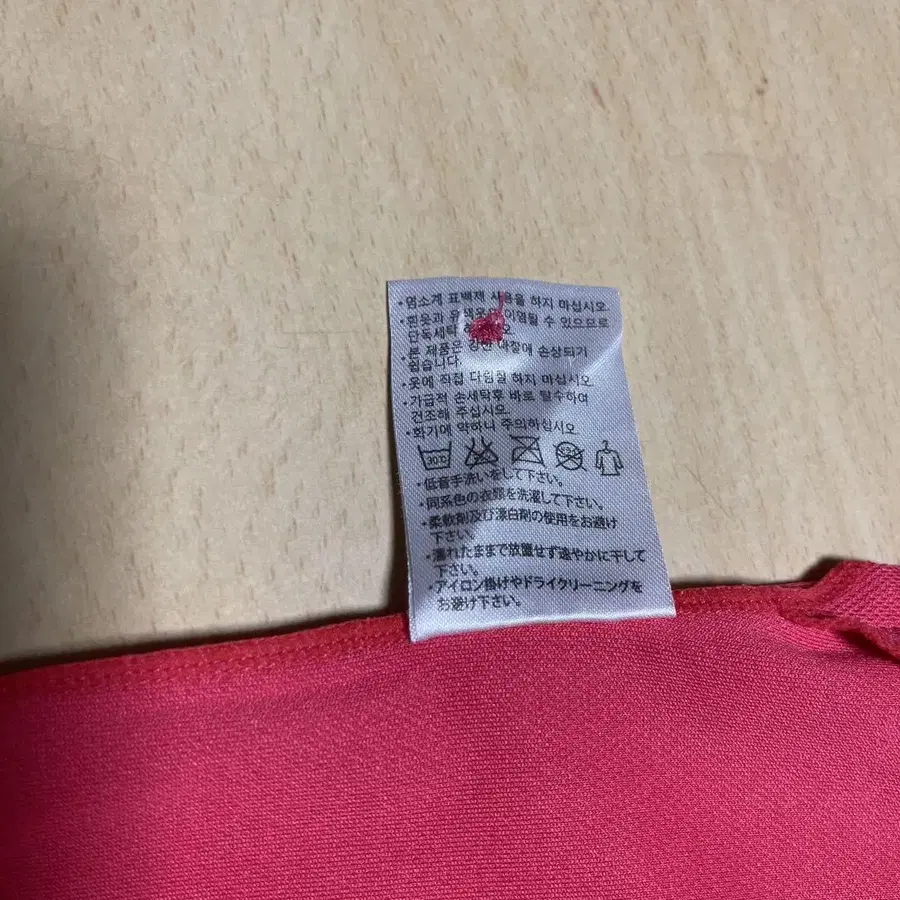 •염소계 표백제 사용을 하지 마십시오
•흰옷과 유색옷 이염될 수 있으므로
단독세탁
•본 제품은 강한 마찰에 손상되기
쉽습니다.
•옷에 직접 다림질 하지 마십시오
•가급적 손세탁후 바로 탈수하여
건조해 주십시오
•화기에 약하니 주의하십시오
•低音手洗いをして下さい。
•同系色の衣類を洗濯して下さい。
•柔軟剤及び漂白剤の使用をお避け
下さい。
•濡れたままで放置せず速やかに干して
下さい。
•アイロン掛けやドライクリーニングを
お避け下さい。